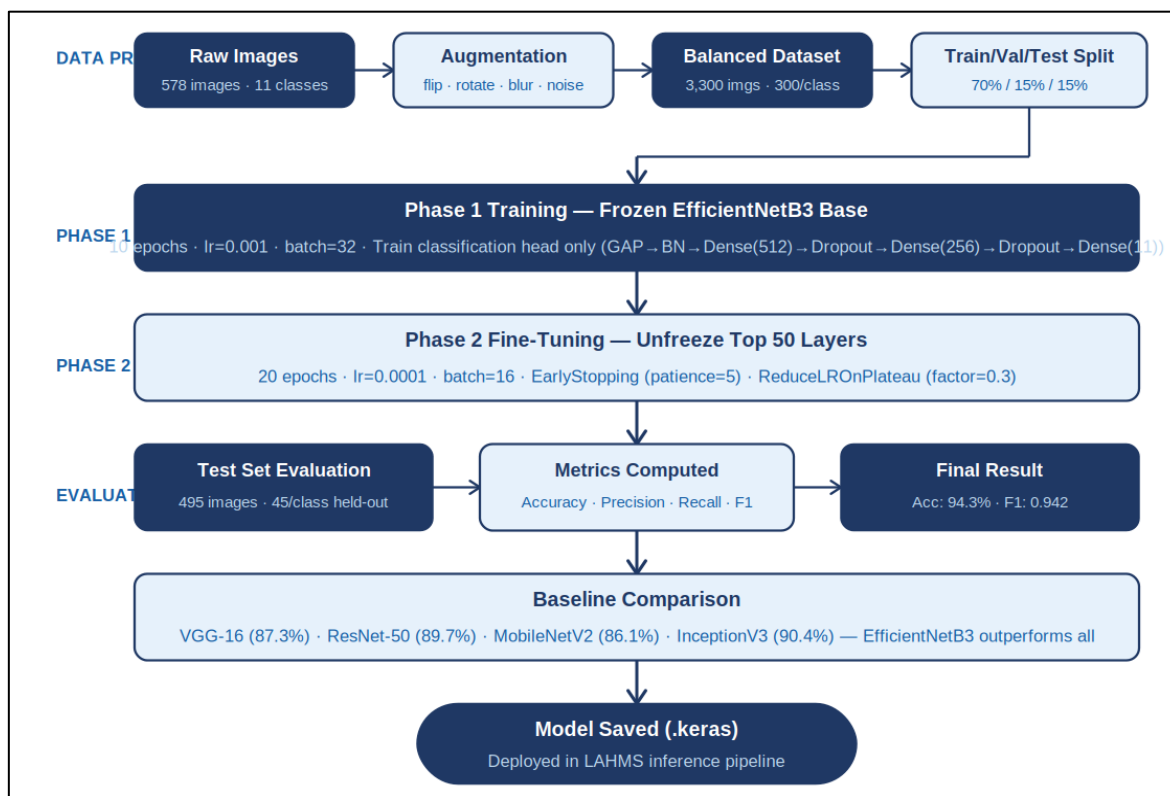 DATA PR
Raw Images
578 images · 11 classes
Augmentation
flip · rotate · blur · noise
Balanced Dataset
3,300 imgs · 300/class
Train/Val/Test Split
70% / 15% / 15%
PHASE 1
Phase 1 Training — Frozen EfficientNetB3 Base
10 epochs · lr=0.001 · batch=32 · Train classification head only (GAP→BN→Dense(512)→Dropout→Dense(256)→Dropout→Dense(11))
PHASE 2
Phase 2 Fine-Tuning — Unfreeze Top 50 Layers
20 epochs · lr=0.0001 · batch=16 · EarlyStopping (patience=5) · ReduceLROnPlateau (factor=0.3)
EVALUAT
Test Set Evaluation
495 images · 45/class held-out
Metrics Computed
Accuracy · Precision · Recall · F1
Final Result
Acc: 94.3% · F1: 0.942
Baseline Comparison
VGG-16 (87.3%) · ResNet-50 (89.7%) · MobileNetV2 (86.1%) · InceptionV3 (90.4%) — EfficientNetB3 outperforms all
Model Saved (.keras)
Deployed in LAHMS inference pipeline